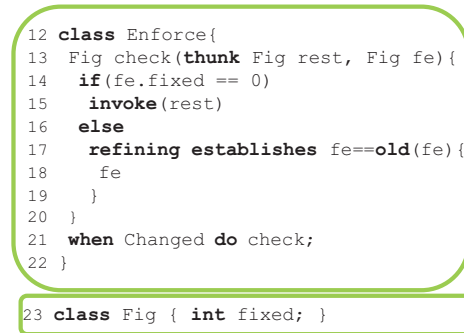 12 class Enforce{
13  Fig check(thunk Fig rest, Fig fe){
14   if(fe.fixed == 0)
15    invoke(rest)
16   else
17    refining establishes fe==old(fe){
18     fe
19    }
20  }
21  when Changed do check;
22 }
23 class Fig { int fixed; }